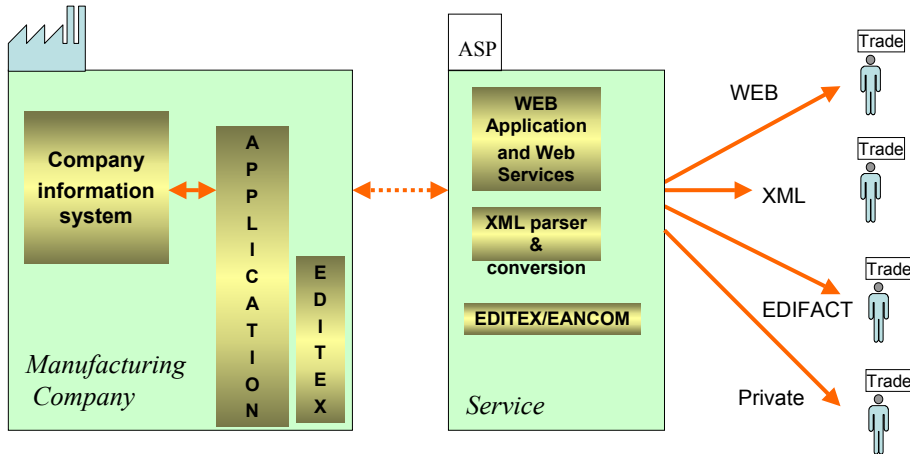 Company
information
system
A
P
P
L
I
C
A
T
I
O
N
E
D
I
T
E
X
Manufacturing
Company
ASP
WEB
Application
and Web
Services
XML parser
&
conversion
EDITEX/EANCOM
Service
WEB
XML
EDIFACT
Private
Trade
Trade
Trade
Trade